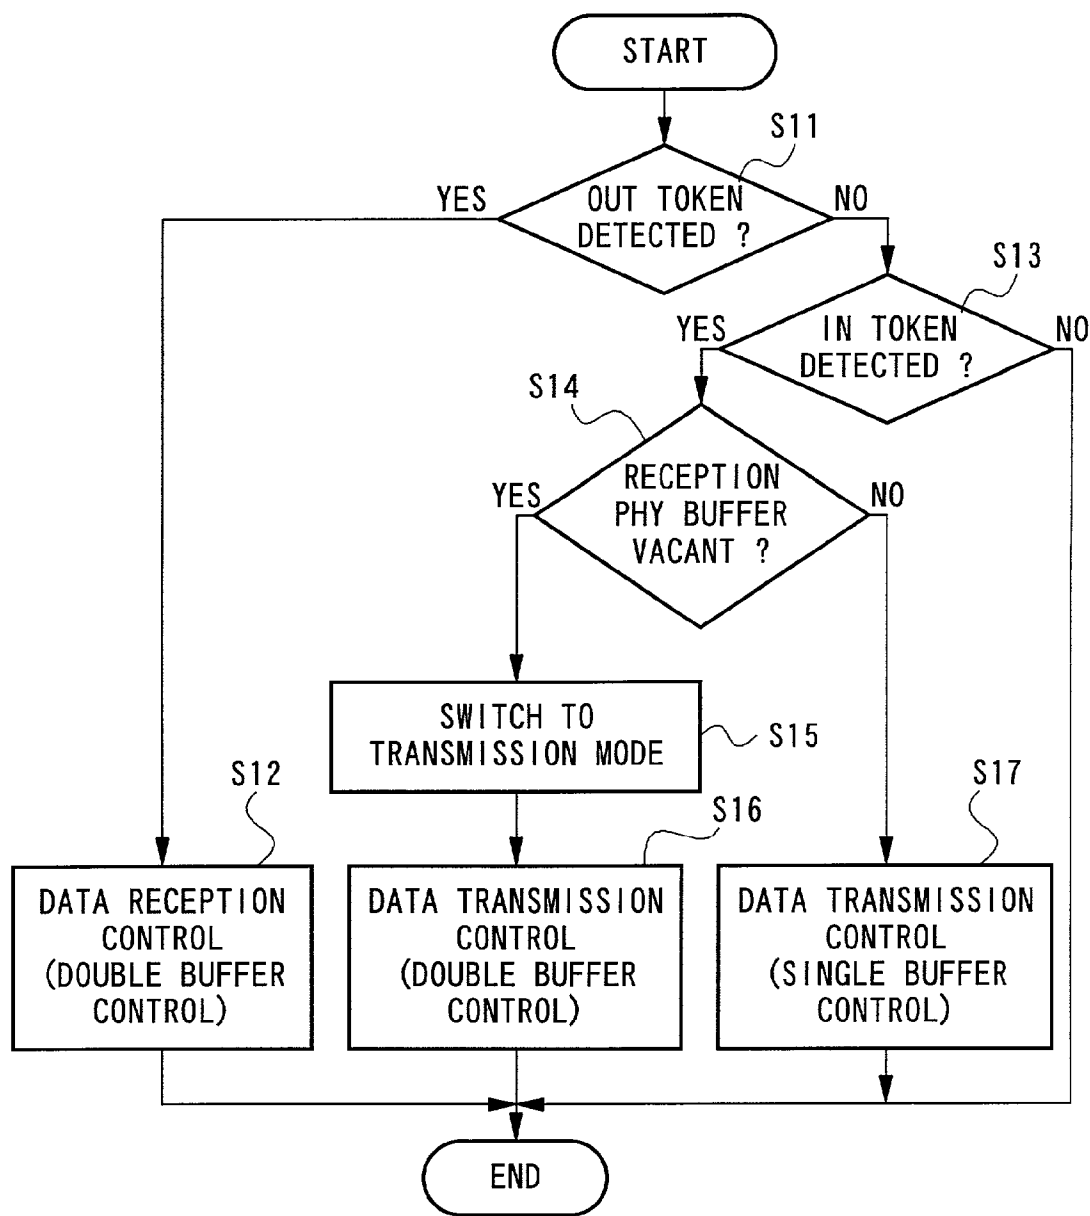 START
S11
YES
OUT TOKEN
DETECTED ?
NO
S13
YES
IN TOKEN
DETECTED ?
NO
S14
YES
RECEPTION
PHY BUFFER
VACANT ?
NO
SWITCH TO
TRANSMISSION MODE
S15
S12
S16
S17
DATA RECEPTION
CONTROL
(DOUBLE BUFFER
CONTROL)
DATA TRANSMISSION
CONTROL
(DOUBLE BUFFER
CONTROL)
DATA TRANSMISSION
CONTROL
(SINGLE BUFFER
CONTROL)
END